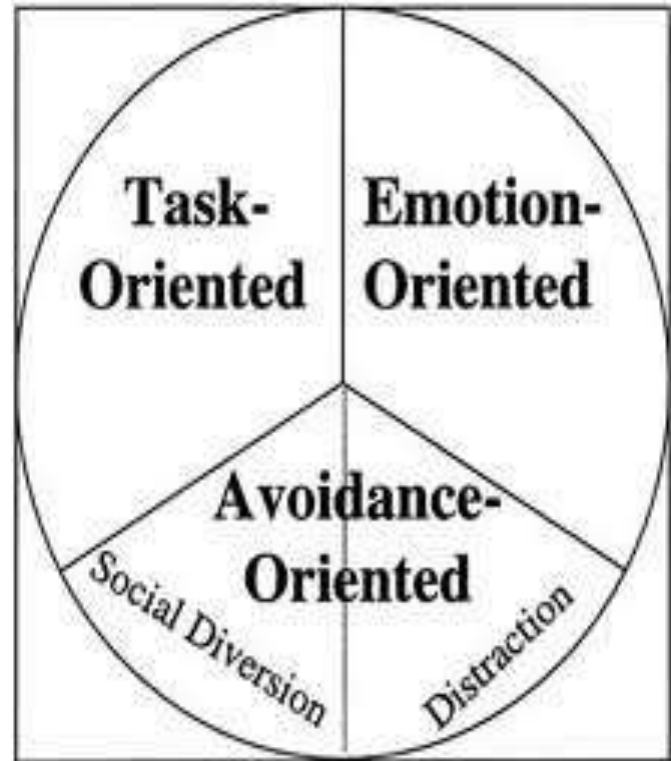 Task-
Oriented
Emotion-
Oriented
Avoidance-
Oriented
Social Diversion
Distraction